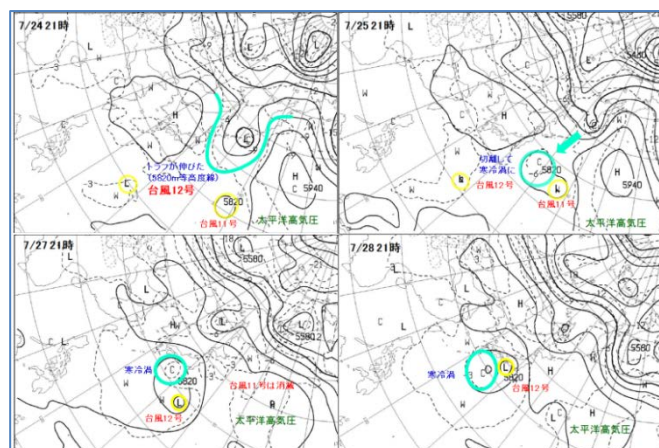 7/24 21時
トラフが伸びた
(5820m等高度線)
台風12号
5820
台風11号
5940
太平洋高気圧
7/25 21時
5580
切離して
寒冷渦に
台風12号
5820
台風11号
5940
太平洋高気圧
7/27 21時
5580
5580
寒冷渦
5820
台風12号
台風11号は消滅
太平洋高気圧
7/28 21時
5580
寒冷渦
5820
台風12号
太平洋高気圧